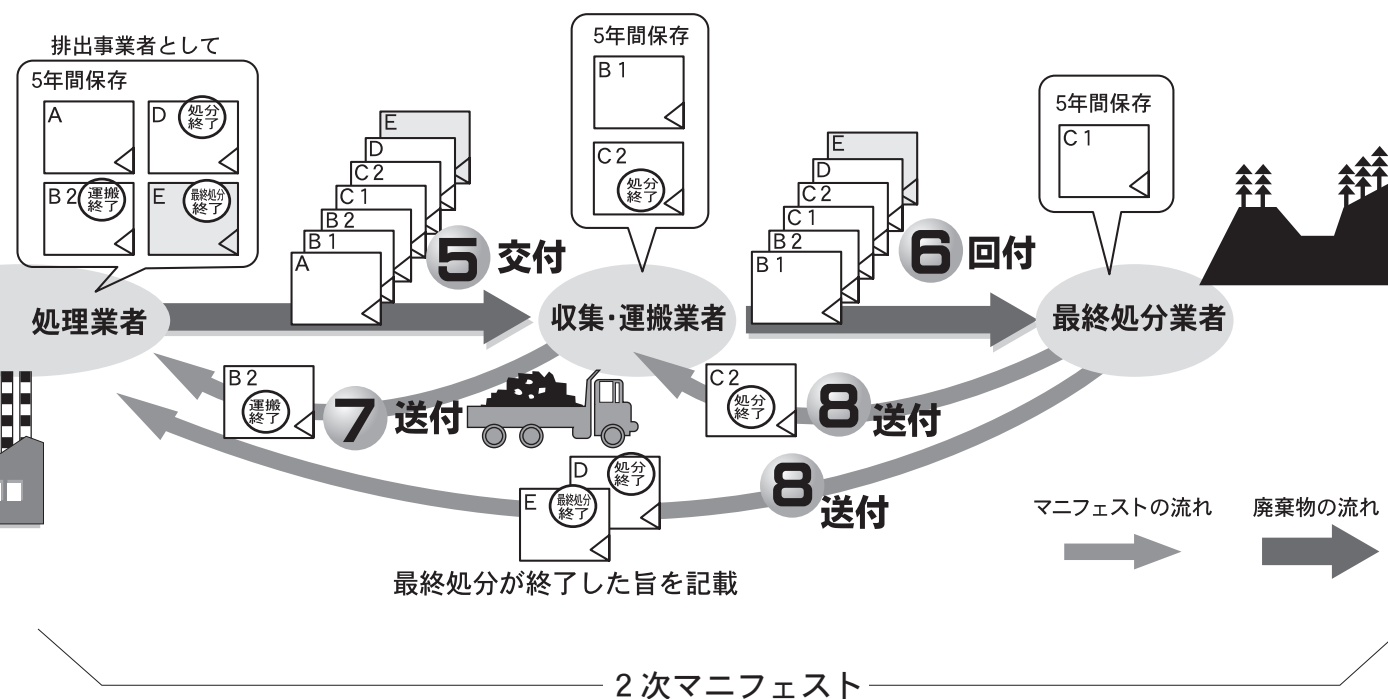 排出事業者として
5年間保存
A
D
処分
終了
B2
運搬
終了
E
最終処分
終了
E
D
C2
C1
B2
B1
A
5 交付
5年間保存
B1
C2
処分
終了
E
D
C2
C1
B2
B1
6 回付
5年間保存
C1
処理業者
収集・運搬業者
最終処分業者
B2
運搬
終了
7 送付
C2
処分
終了
8 送付
D
処分
終了
E
最終処分
終了
8 送付
最終処分が終了した旨を記載
マニフェストの流れ
廃棄物の流れ
2次マニフェスト